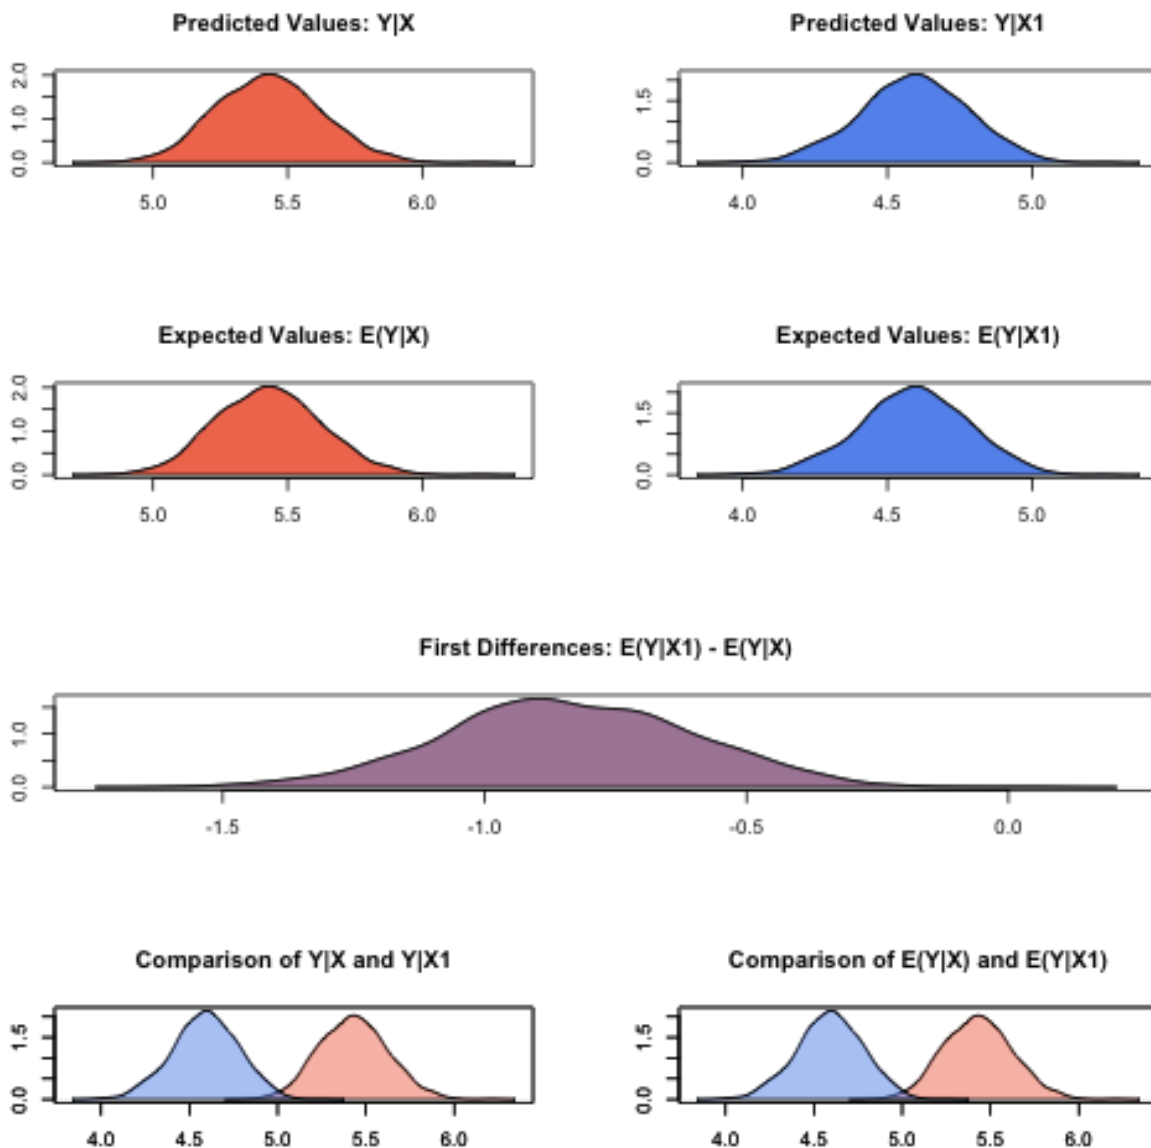 Predicted Values: Y|X
Predicted Values: Y|X1
0.0 1.0 2.0
0.0 1.5
5.0 5.5 6.0
4.0 4.5 5.0
Expected Values: E(Y|X)
Expected Values: E(Y|X1)
0.0 1.0 2.0
0.0 1.5
5.0 5.5 6.0
4.0 4.5 5.0
First Differences: E(Y|X1) - E(Y|X)
0.0 1.0
-1.5 -1.0 -0.5 0.0
Comparison of Y|X and Y|X1
Comparison of E(Y|X) and E(Y|X1)
0.0 1.5
0.0 1.5
4.0 4.5 5.0 5.5 6.0
4.0 4.5 5.0 5.5 6.0